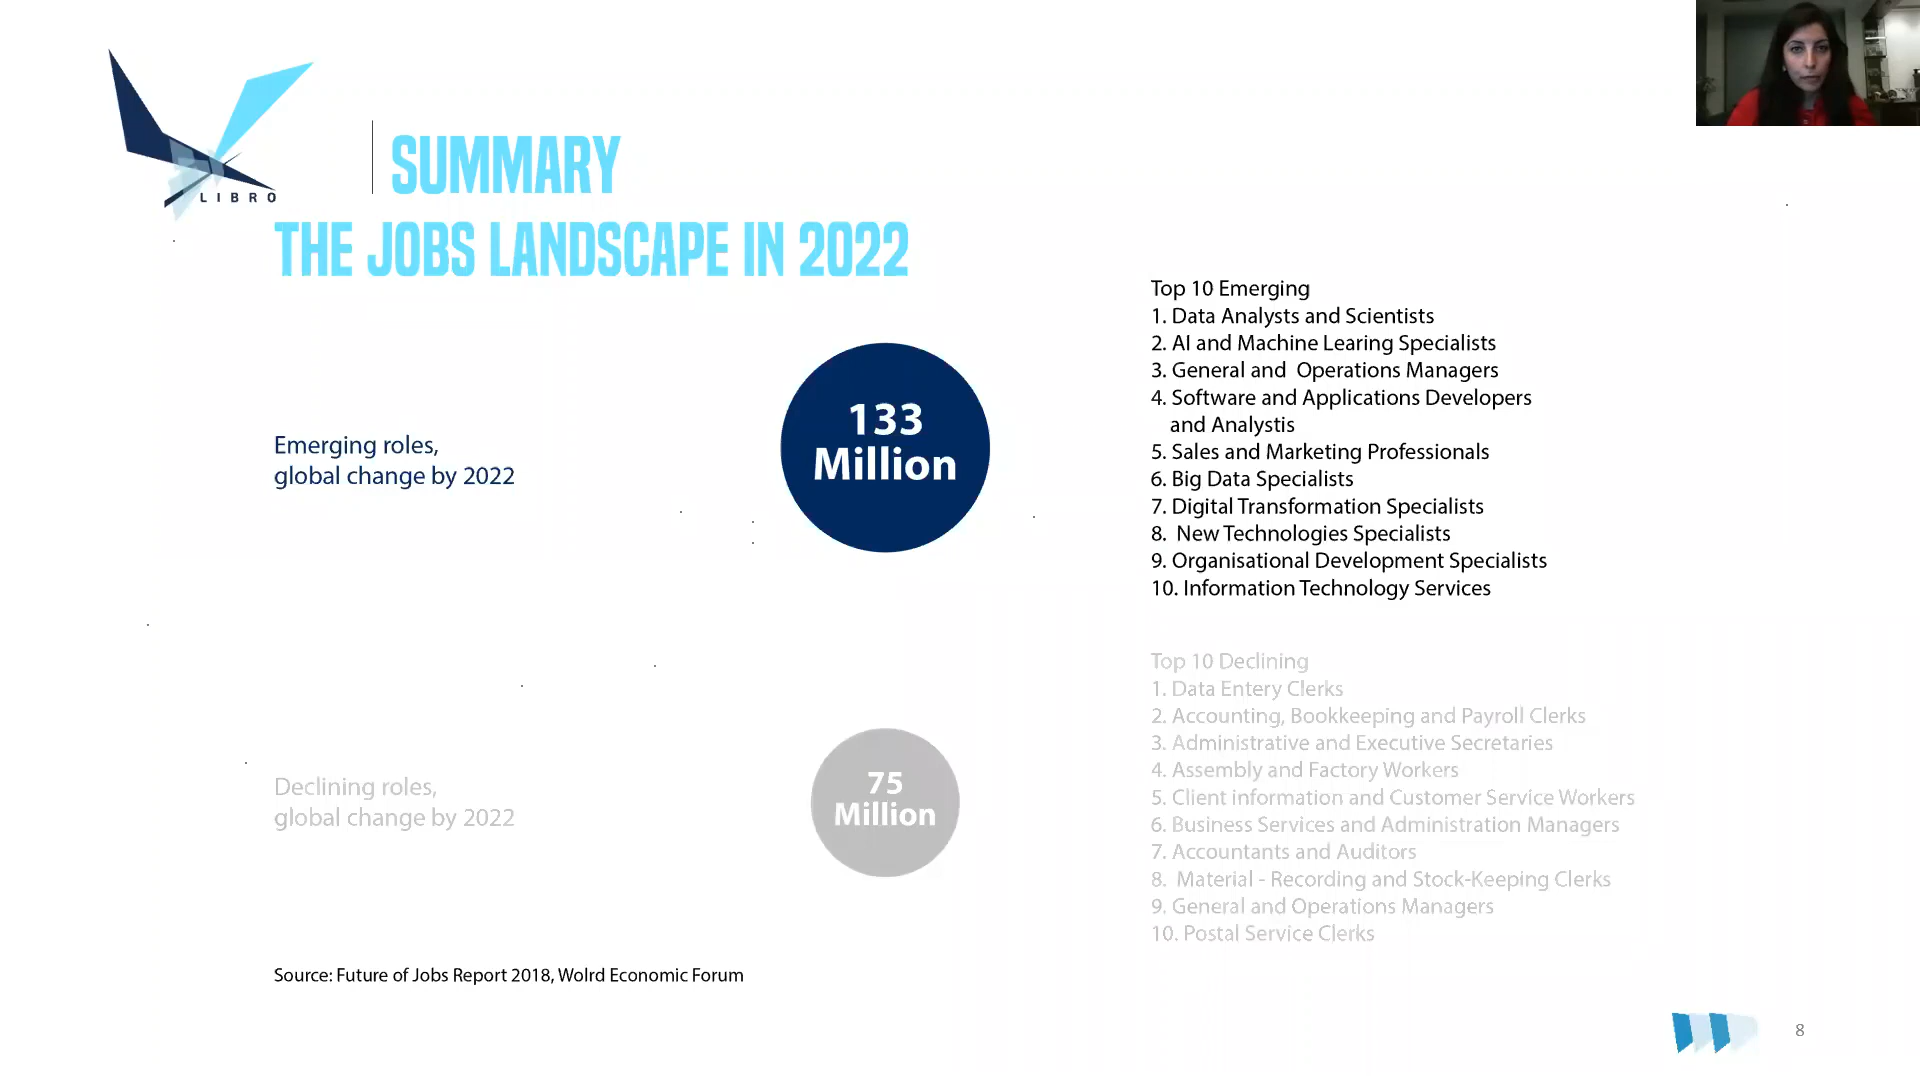 LIBRO
SUMMARY
THE JOBS LANDSCAPE IN 2022
Emerging roles,
global change by 2022
133
Million
Top 10 Emerging
1. Data Analysts and Scientists
2. AI and Machine Learing Specialists
3. General and Operations Managers
4. Software and Applications Developers
and Analystis
5. Sales and Marketing Professionals
6. Big Data Specialists
7. Digital Transformation Specialists
8. New Technologies Specialists
9. Organisational Development Specialists
10. Information Technology Services
Declining roles,
global change by 2022
75
Million
Top 10 Declining
1. Data Entery Clerks
2. Accounting, Bookkeeping and Payroll Clerks
3. Administrative and Executive Secretaries
4. Assembly and Factory Workers
5. Client information and Customer Service Workers
6. Business Services and Administration Managers
7. Accountants and Auditors
8. Material - Recording and Stock-Keeping Clerks
9. General and Operations Managers
10. Postal Service Clerks
Source: Future of Jobs Report 2018, Wolrd Economic Forum
8